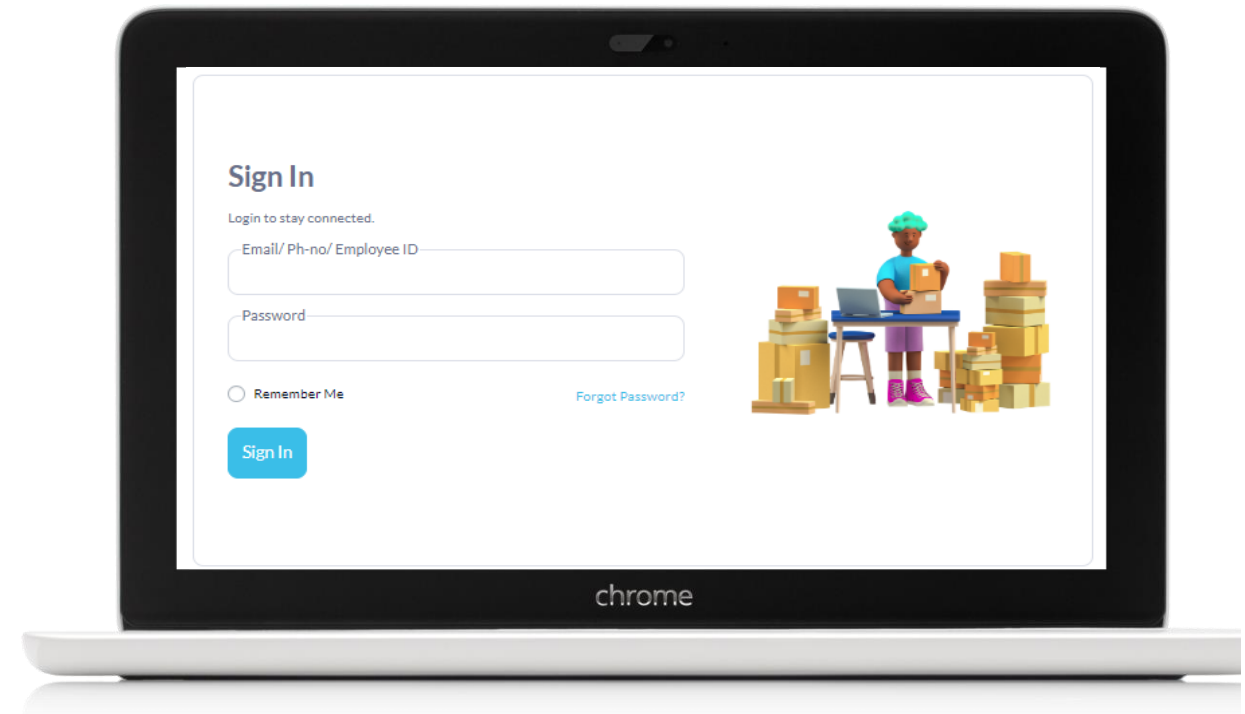 Sign In
Login to stay connected.
Email/ Ph-no/ Employee ID
Password
Remember Me
Forgot Password?
Sign In
chrome